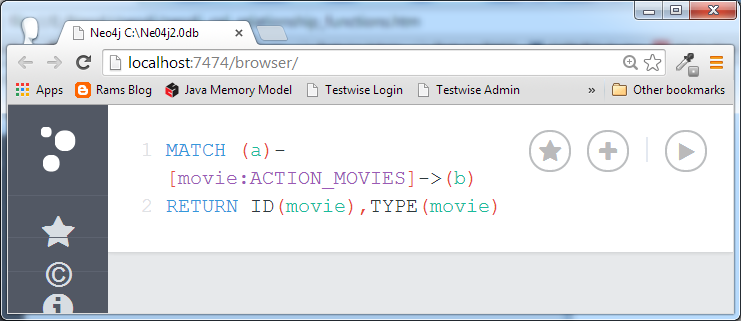 Neo4j C:\Ne04j2.0db
localhost:7474/browser/
Apps Rams Blog Java Memory Model Testwise Login Testwise Admin » Other bookmarks
1 MATCH (a)-
[movie:ACTION_MOVIES]->(b)
2 RETURN ID(movie),TYPE(movie)